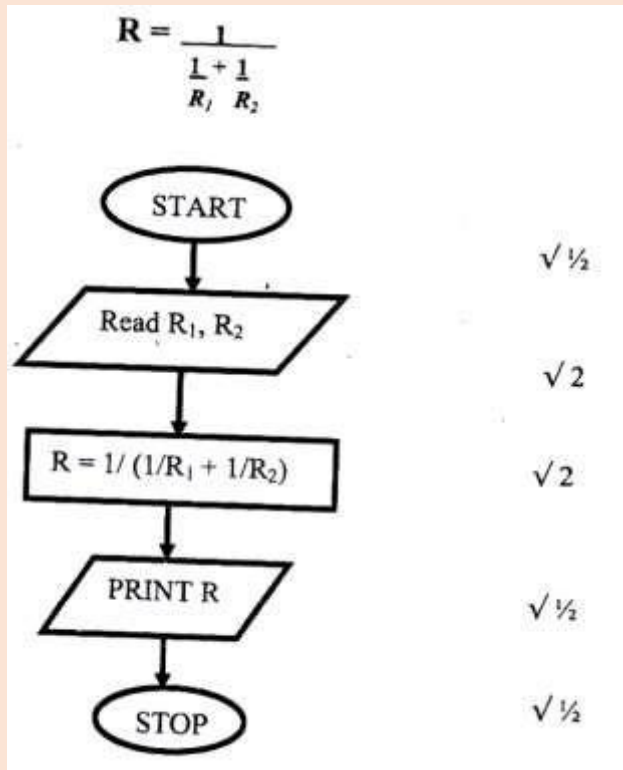 R = 1
1 + 1
R₁ R₂
START
√ ½
Read R₁, R₂
√ 2
R = 1/ (1/R₁ + 1/R₂)
√ 2
PRINT R
√ ½
STOP
√ ½